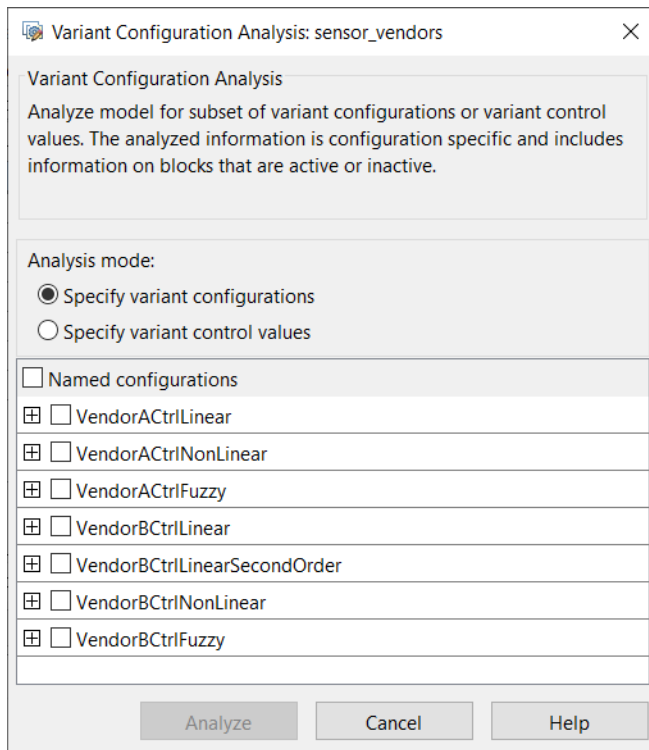 Variant Configuration Analysis: sensor_vendors
Variant Configuration Analysis
Analyze model for subset of variant configurations or variant control
values. The analyzed information is configuration specific and includes
information on blocks that are active or inactive.
Analysis mode:
Specify variant configurations
Specify variant control values
Named configurations
VendorACtrlLinear
VendorACtrlNonLinear
VendorACtrlFuzzy
VendorBCtrlLinear
VendorBCtrlLinearSecondOrder
VendorBCtrlNonLinear
VendorBCtrlFuzzy
Analyze
Cancel
Help